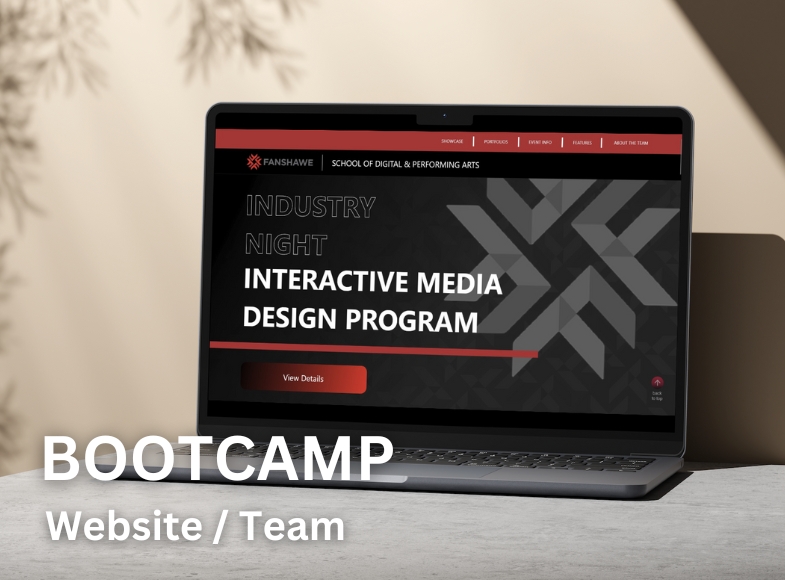 SHOWCASE PORTFOLIOS EVENT INFO FEATURES ABOUT THE TEAM
FANSHAWE SCHOOL OF DIGITAL & PERFORMING ARTS
INDUSTRY
NIGHT
INTERACTIVE MEDIA
DESIGN PROGRAM
View Details
BOOTCAMP
Website / Team